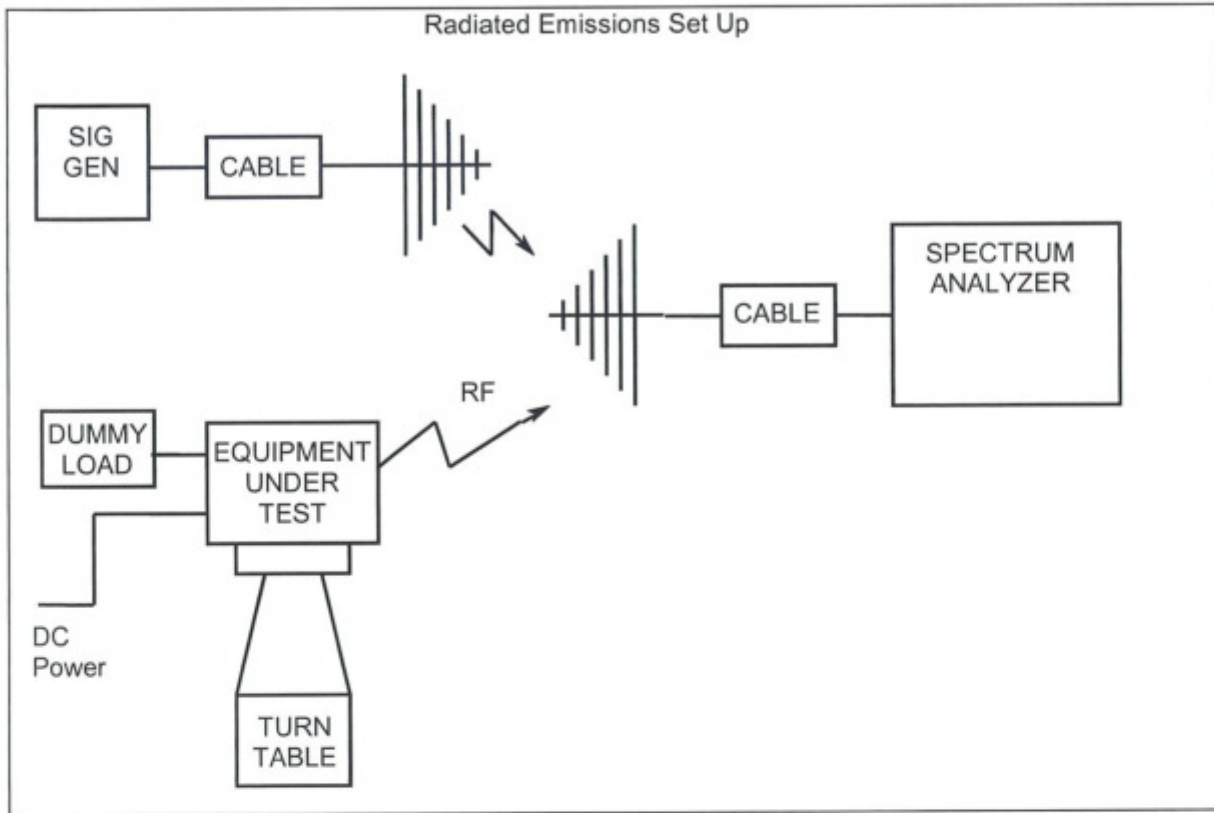 Radiated Emissions Set Up
SIG
GEN
CABLE
SPECTRUM
ANALYZER
CABLE
RF
DUMMY
LOAD
EQUIPMENT
UNDER
TEST
DC
Power
TURN
TABLE